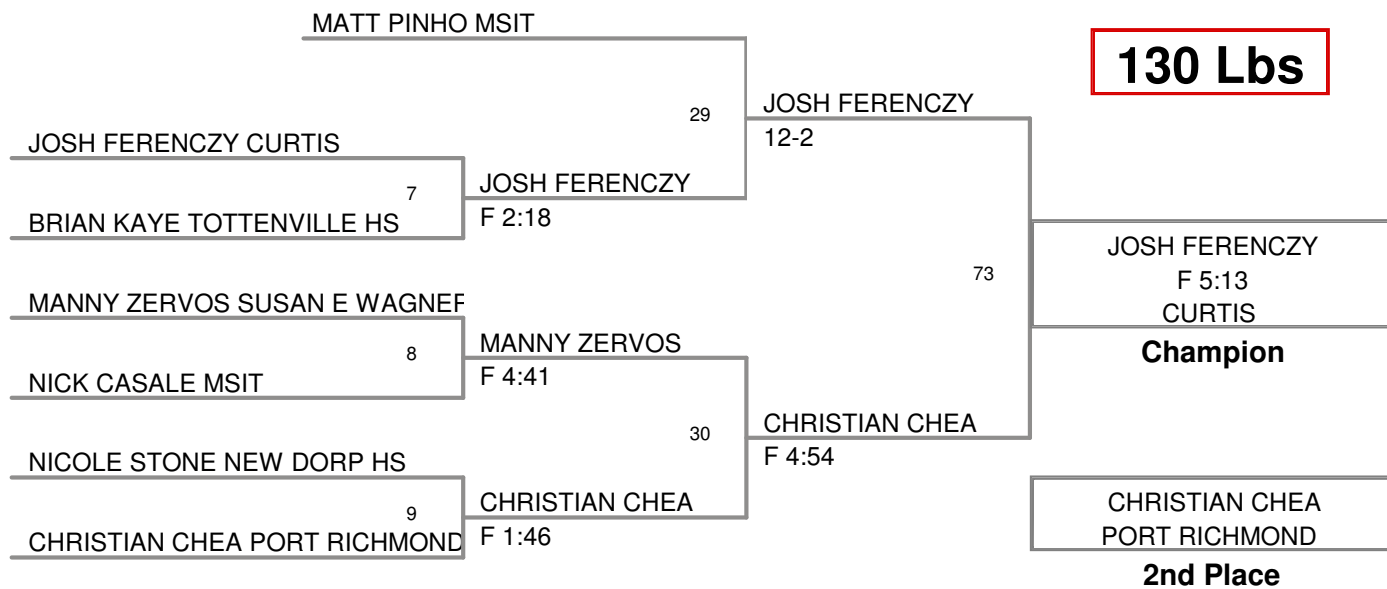 MATT PINHO MSIT
130 Lbs
29
JOSH FERENCZY
12-2
JOSH FERENCZY CURTIS
7
JOSH FERENCZY
F 2:18
BRIAN KAYE TOTTENVILLE HS
73
JOSH FERENCZY
F 5:13
CURTIS
Champion
MANNY ZERVOS SUSAN E WAGNER
8
MANNY ZERVOS
F 4:41
NICK CASALE MSIT
30
CHRISTIAN CHEA
F 4:54
NICOLE STONE NEW DORP HS
9
CHRISTIAN CHEA
F 1:46
CHRISTIAN CHEA PORT RICHMOND
CHRISTIAN CHEA
PORT RICHMOND
2nd Place